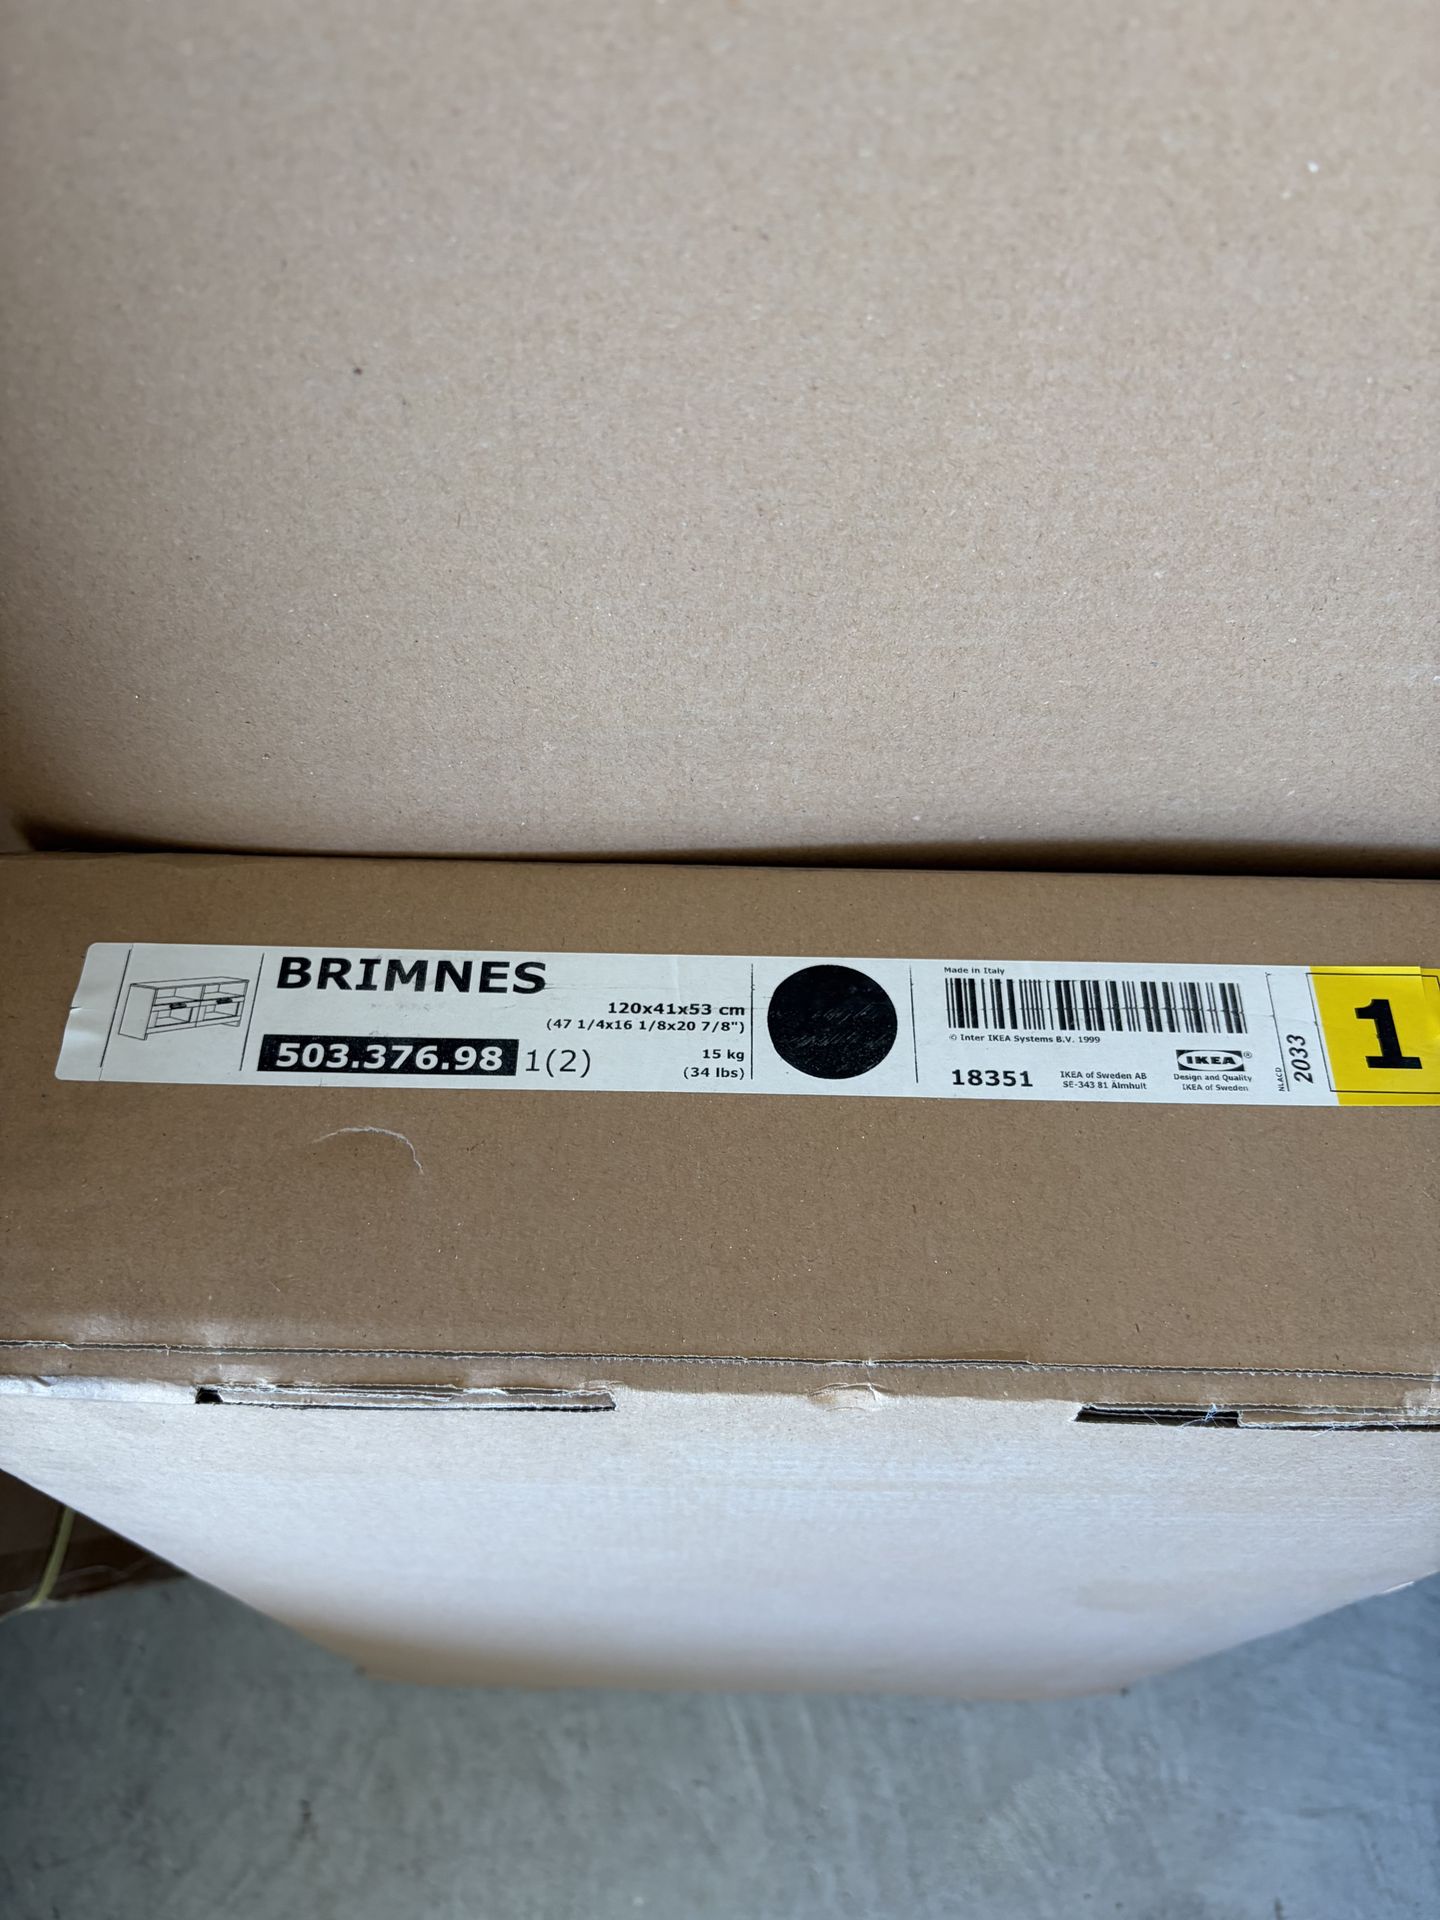 BRIMNES
120x41x53 cm
(47 1/4x16 1/8x20 7/8")
503.376.98 1(2)
15 kg
(34 lbs)
Made in Italy
© Inter IKEA Systems B.V. 1999
18351
IKEA of Sweden AB
SE-343 81 Älmhult
IKEA®
Design and Quality
IKEA of Sweden
NLACD
2033
1